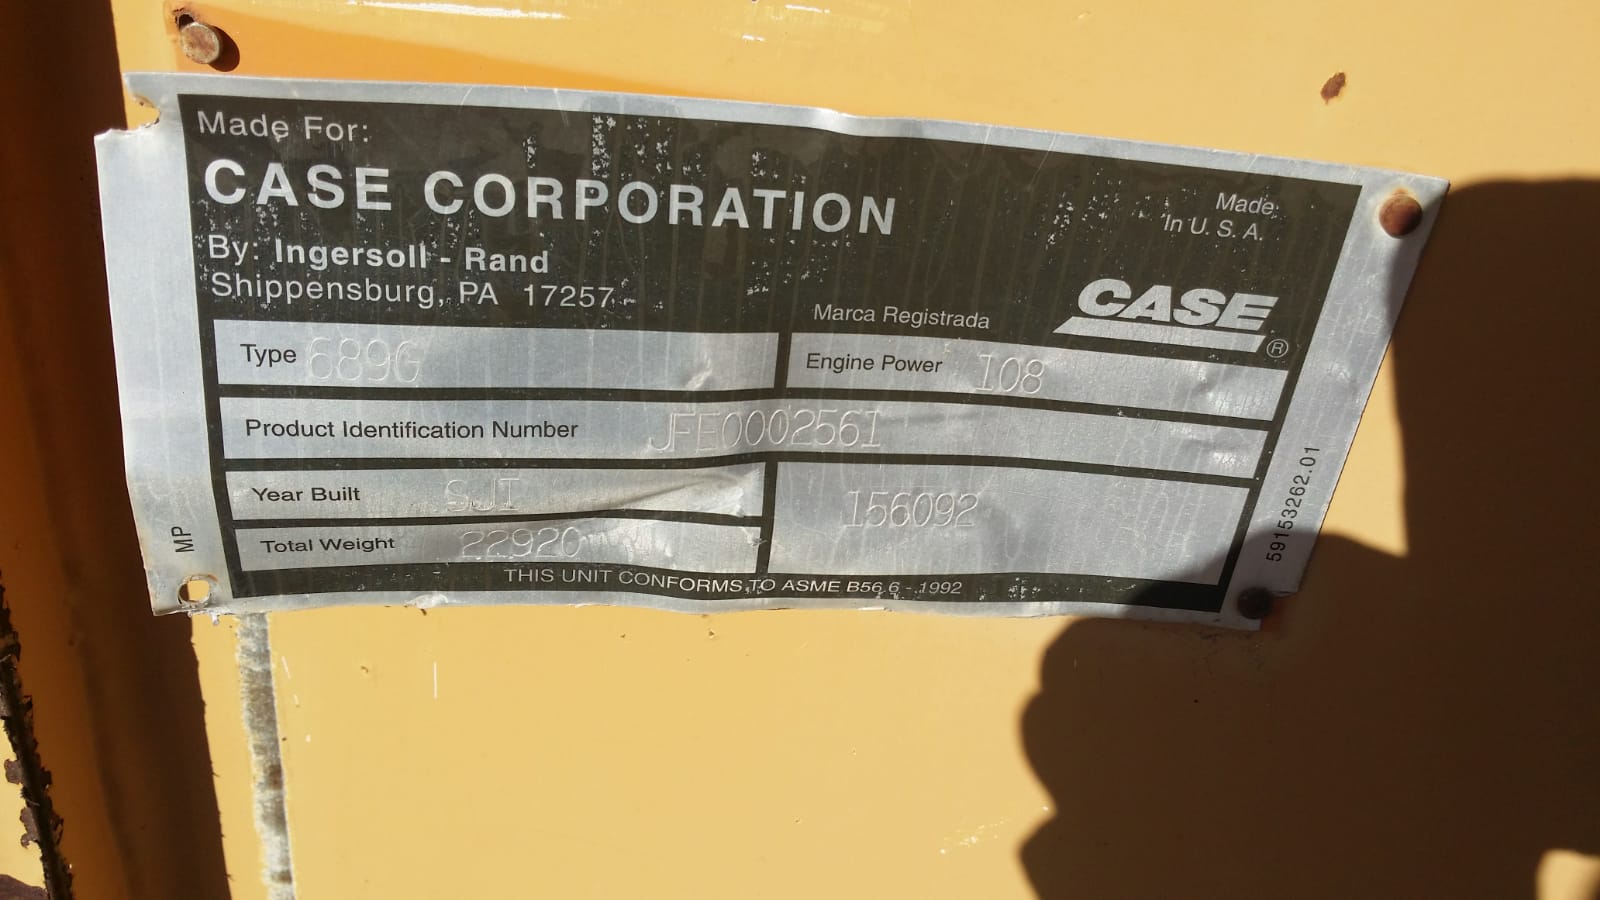 Made For:
CASE CORPORATION
By: Ingersoll - Rand
Shippensburg, PA 17257
Made
In U. S. A.
Marca Registrada
CASE ®
Type 689G
Engine Power 108
Product Identification Number JFE0002561
Year Built SJI
156092
Total Weight 22920
THIS UNIT CONFORMS TO ASME B56.6 - 1992
MP
59153262.01